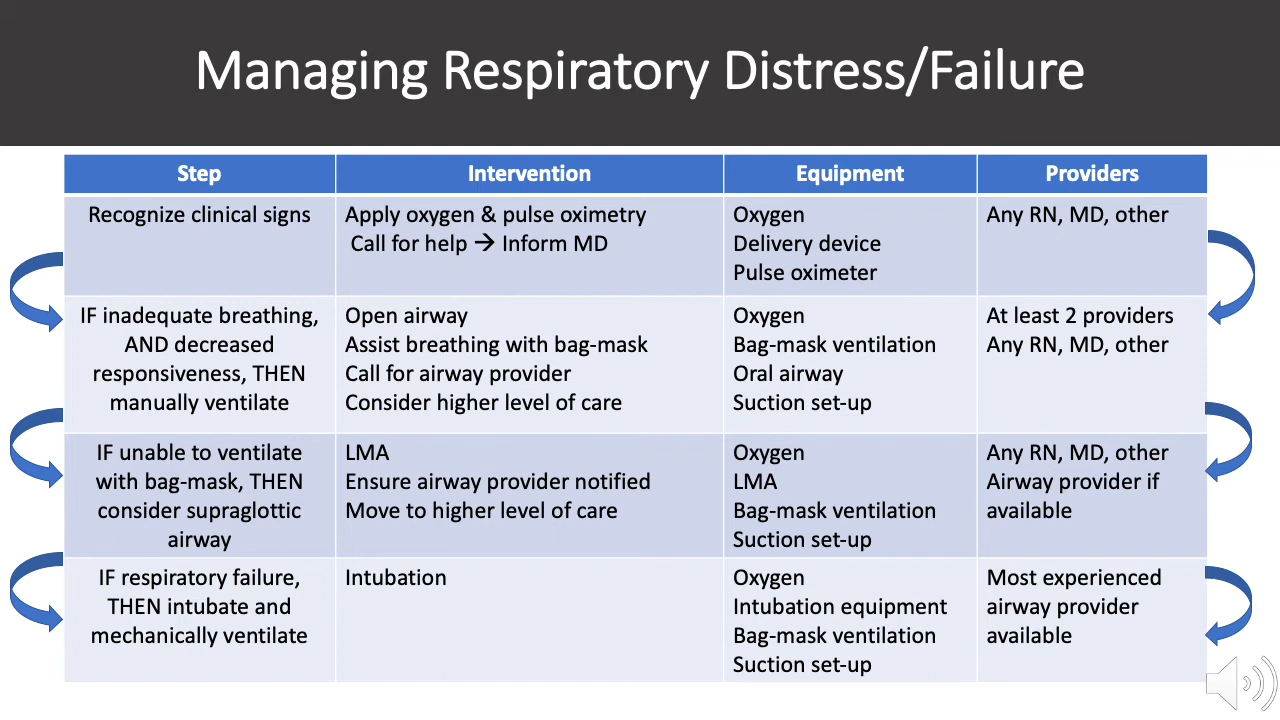 Managing Respiratory Distress/Failure
Step
Intervention
Equipment
Providers
Recognize clinical signs
Apply oxygen & pulse oximetry
Call for help → Inform MD
Oxygen
Delivery device
Pulse oximeter
Any RN, MD, other
IF inadequate breathing,
AND decreased
responsiveness, THEN
manually ventilate
Open airway
Assist breathing with bag-mask
Call for airway provider
Consider higher level of care
Oxygen
Bag-mask ventilation
Oral airway
Suction set-up
At least 2 providers
Any RN, MD, other
IF unable to ventilate
with bag-mask, THEN
consider supraglottic
airway
LMA
Ensure airway provider notified
Move to higher level of care
Oxygen
LMA
Bag-mask ventilation
Suction set-up
Any RN, MD, other
Airway provider if
available
IF respiratory failure,
THEN intubate and
mechanically ventilate
Intubation
Oxygen
Intubation equipment
Bag-mask ventilation
Suction set-up
Most experienced
airway provider
available